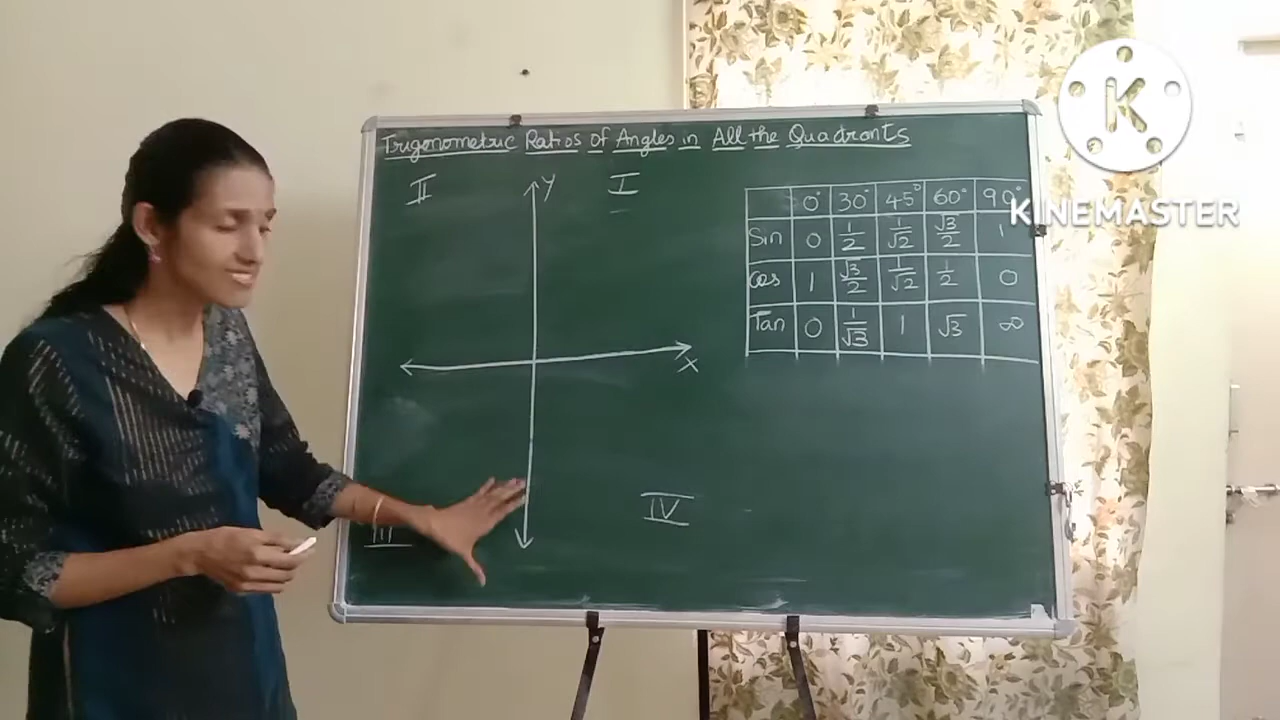 Trigonometric Ratios of Angles in All the Quadrants
II Y I
0° 30° 45° 60° 90°
Sin 0 1/2 1/√2 √3/2 1
Cos 1 √3/2 1/√2 1/2 0
Tan 0 1/√3 1 √3 ∞
X
IV
III
K
KINEMASTER